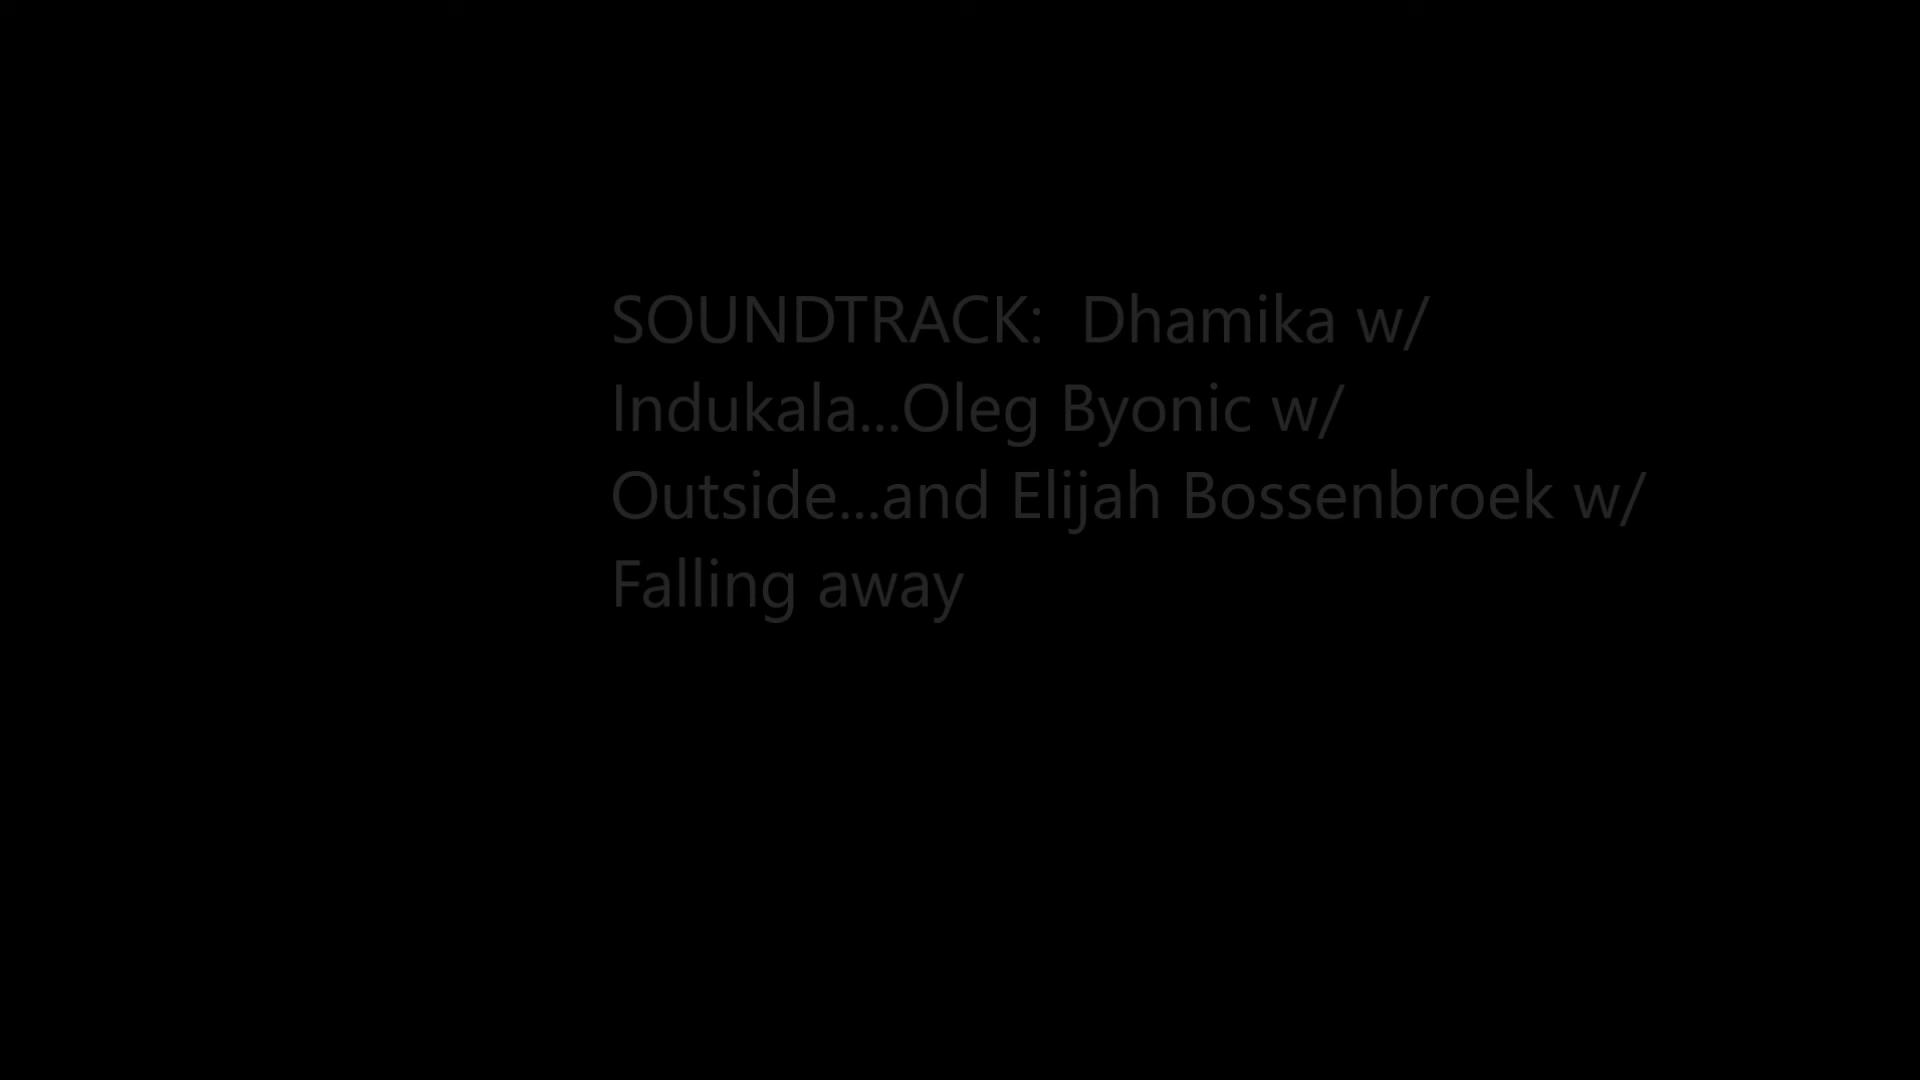 SOUNDTRACK:  Dhamika w/
Indukala...Oleg Byonic w/
Outside...and Elijah Bossenbroek w/
Falling away